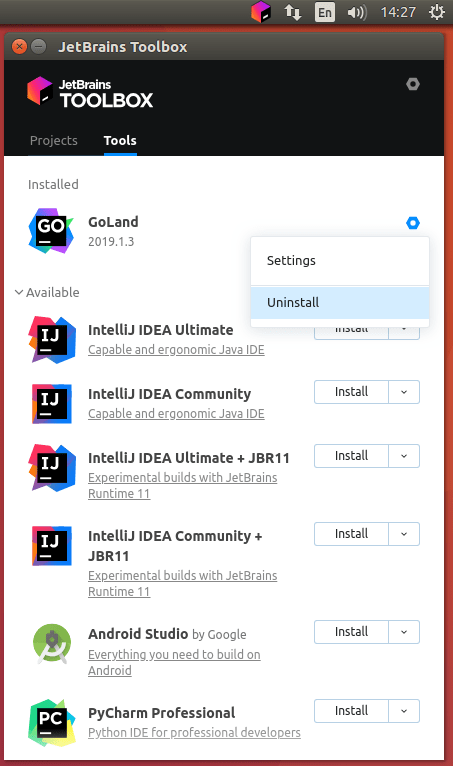 En
14:27
JetBrains Toolbox
JetBrains
TOOLBOX
Projects
Tools
Installed
GO
GoLand
2019.1.3
Settings
Uninstall
Available
IJ
IntelliJ IDEA Ultimate
Capable and ergonomic Java IDE
Install
IJ
IntelliJ IDEA Community
Capable and ergonomic Java IDE
Install
IJ
IntelliJ IDEA Ultimate + JBR11
Experimental builds with JetBrains
Runtime 11
Install
IJ
IntelliJ IDEA Community +
JBR11
Experimental builds with JetBrains
Runtime 11
Install
Android Studio by Google
Everything you need to build on
Android
Install
PC
PyCharm Professional
Python IDE for professional developers
Install